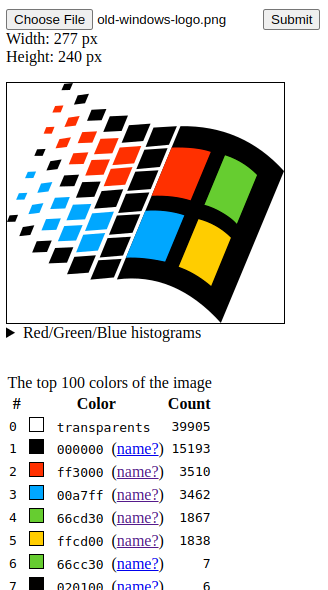 Choose File old-windows-logo.png Submit
Width: 277 px
Height: 240 px
▶ Red/Green/Blue histograms
The top 100 colors of the image
# Color Count
0 transparents 39905
1 000000 (name?) 15193
2 ff3000 (name?) 3510
3 00a7ff (name?) 3462
4 66cd30 (name?) 1867
5 ffcd00 (name?) 1838
6 66cc30 (name?) 7
7 020100 (name?) 6